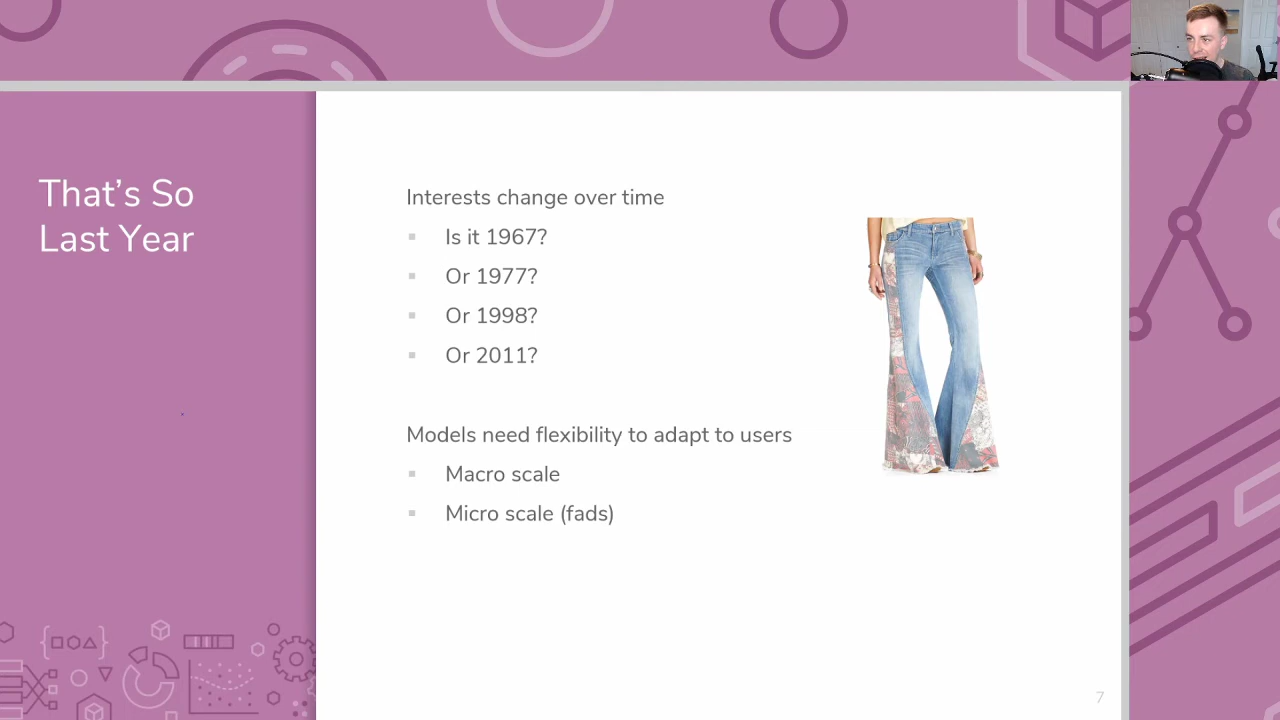 That's So
Last Year
Interests change over time
Is it 1967?
Or 1977?
Or 1998?
Or 2011?
Models need flexibility to adapt to users
Macro scale
Micro scale (fads)
7